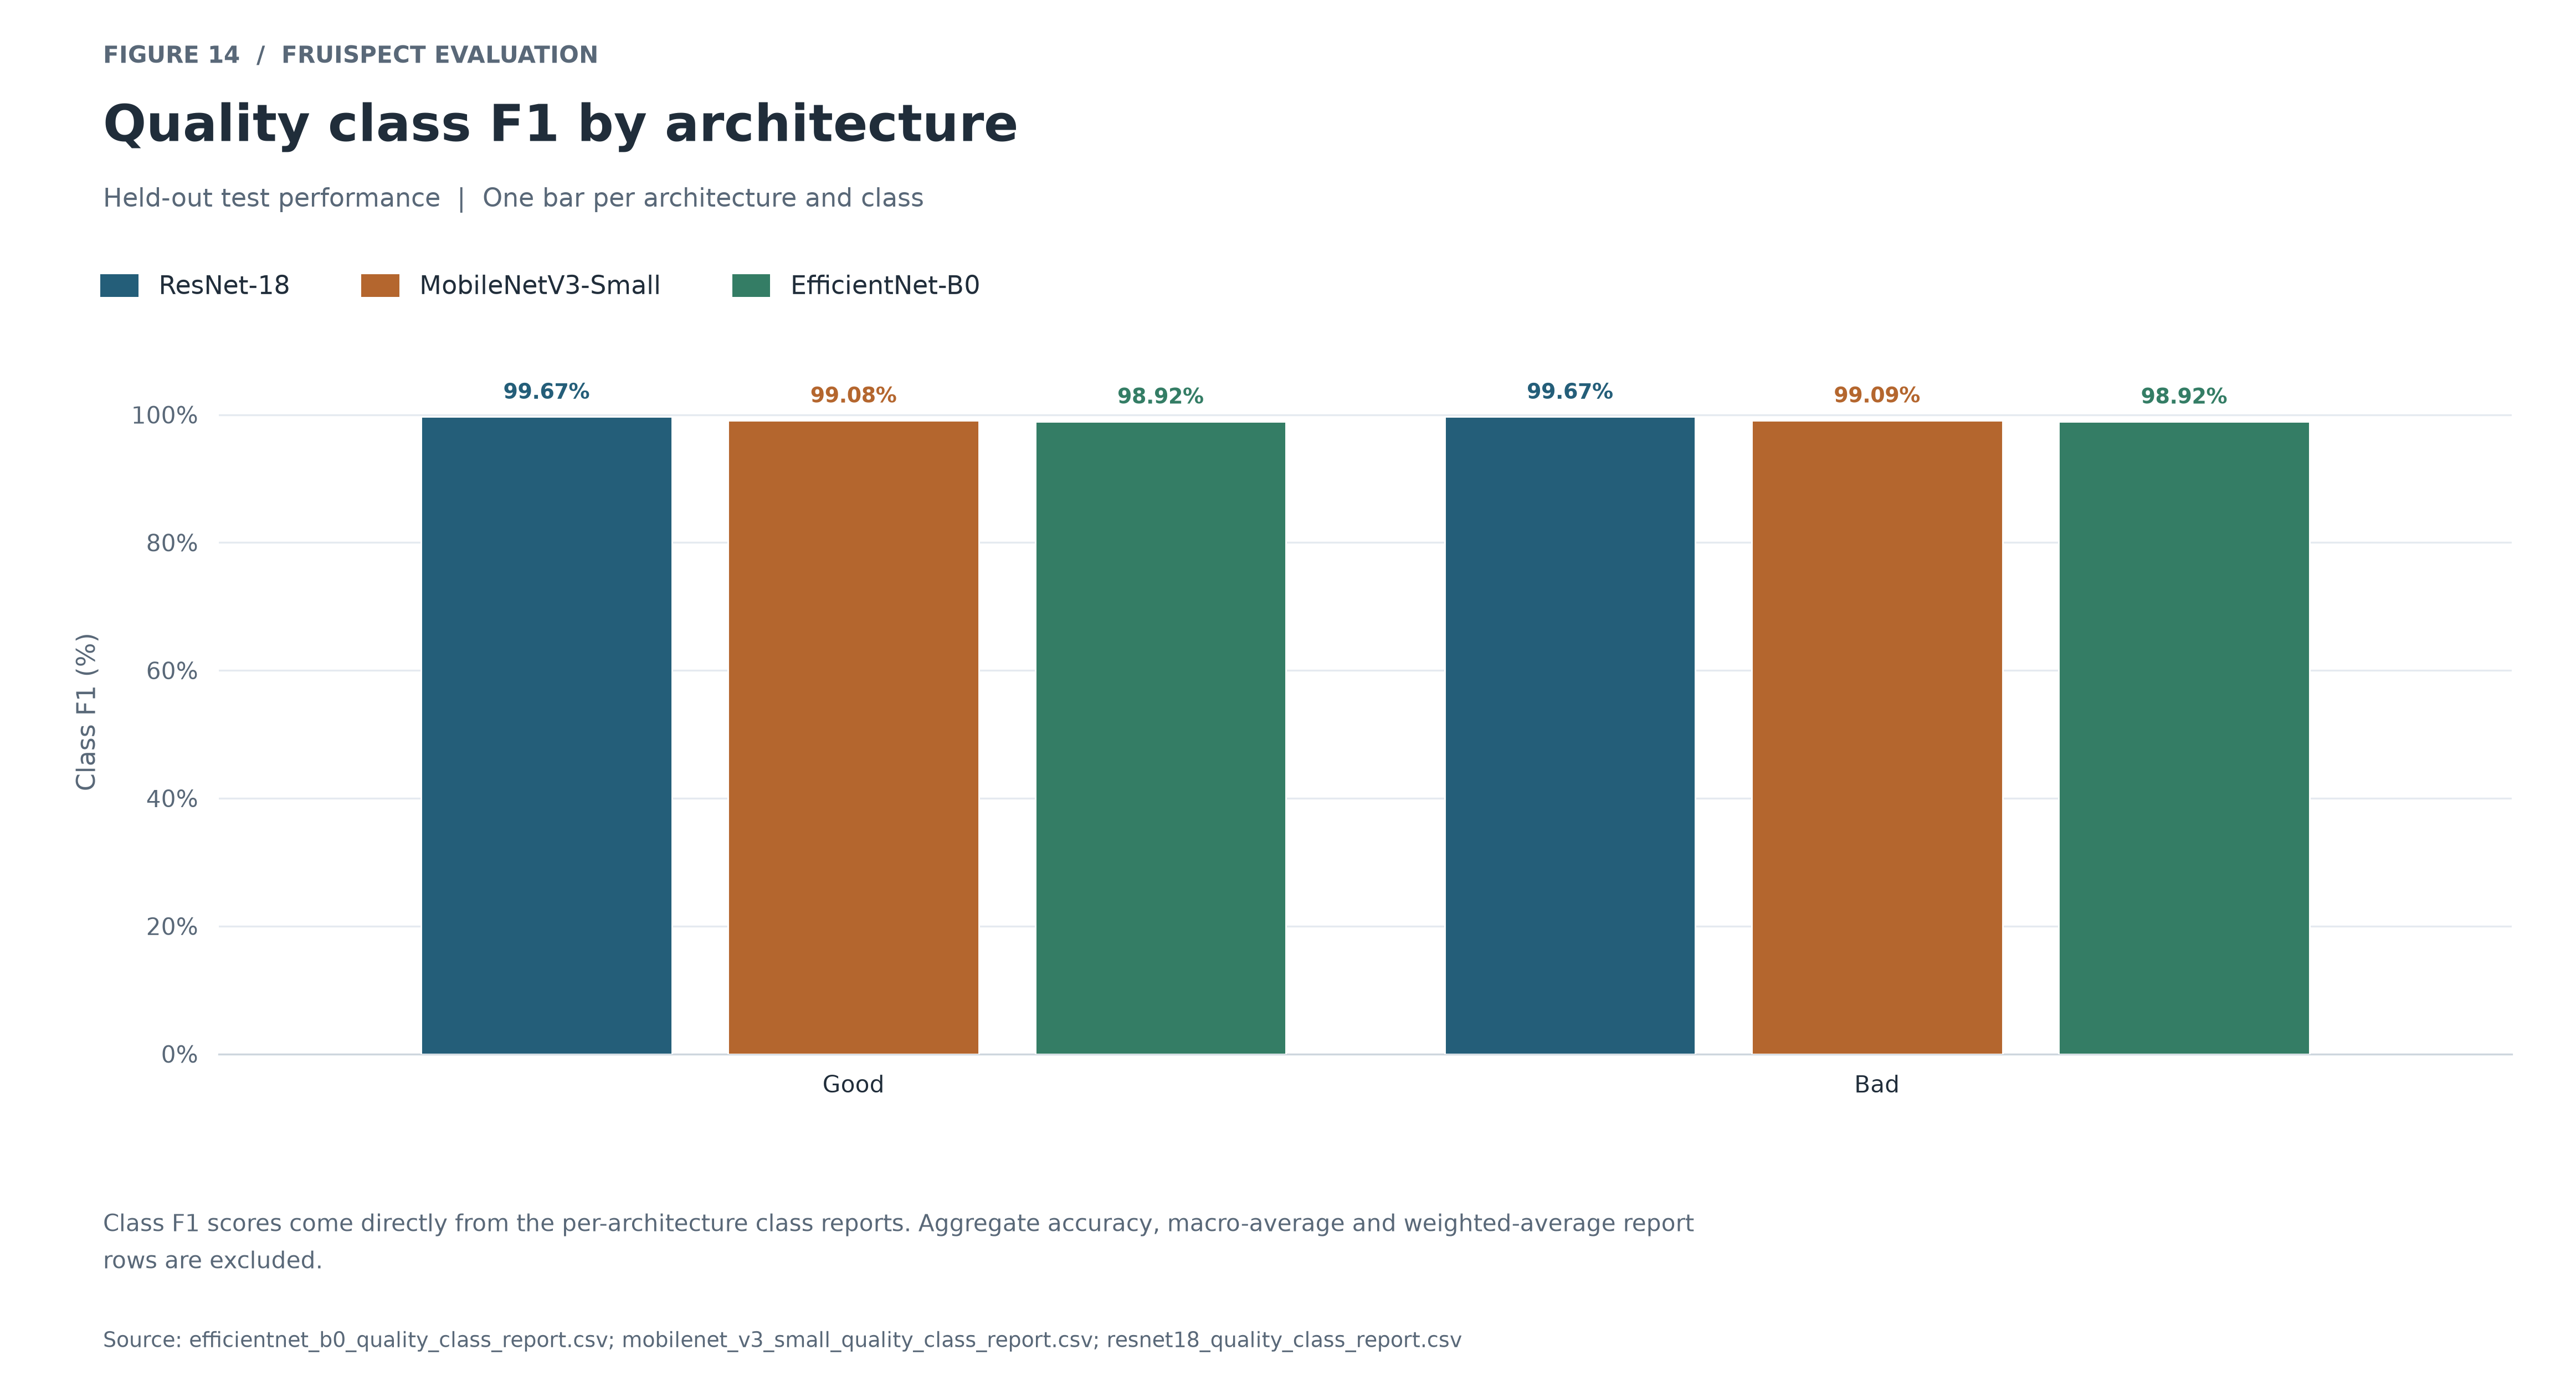 FIGURE 14 / FRUISPECT EVALUATION
Quality class F1 by architecture
Held-out test performance | One bar per architecture and class
ResNet-18 MobileNetV3-Small EfficientNet-B0
99.67% 99.08% 98.92% 99.67% 99.09% 98.92%
100%
80%
60%
40%
20%
0%
Class F1 (%)
Good Bad
Class F1 scores come directly from the per-architecture class reports. Aggregate accuracy, macro-average and weighted-average report
rows are excluded.
Source: efficientnet_b0_quality_class_report.csv; mobilenet_v3_small_quality_class_report.csv; resnet18_quality_class_report.csv